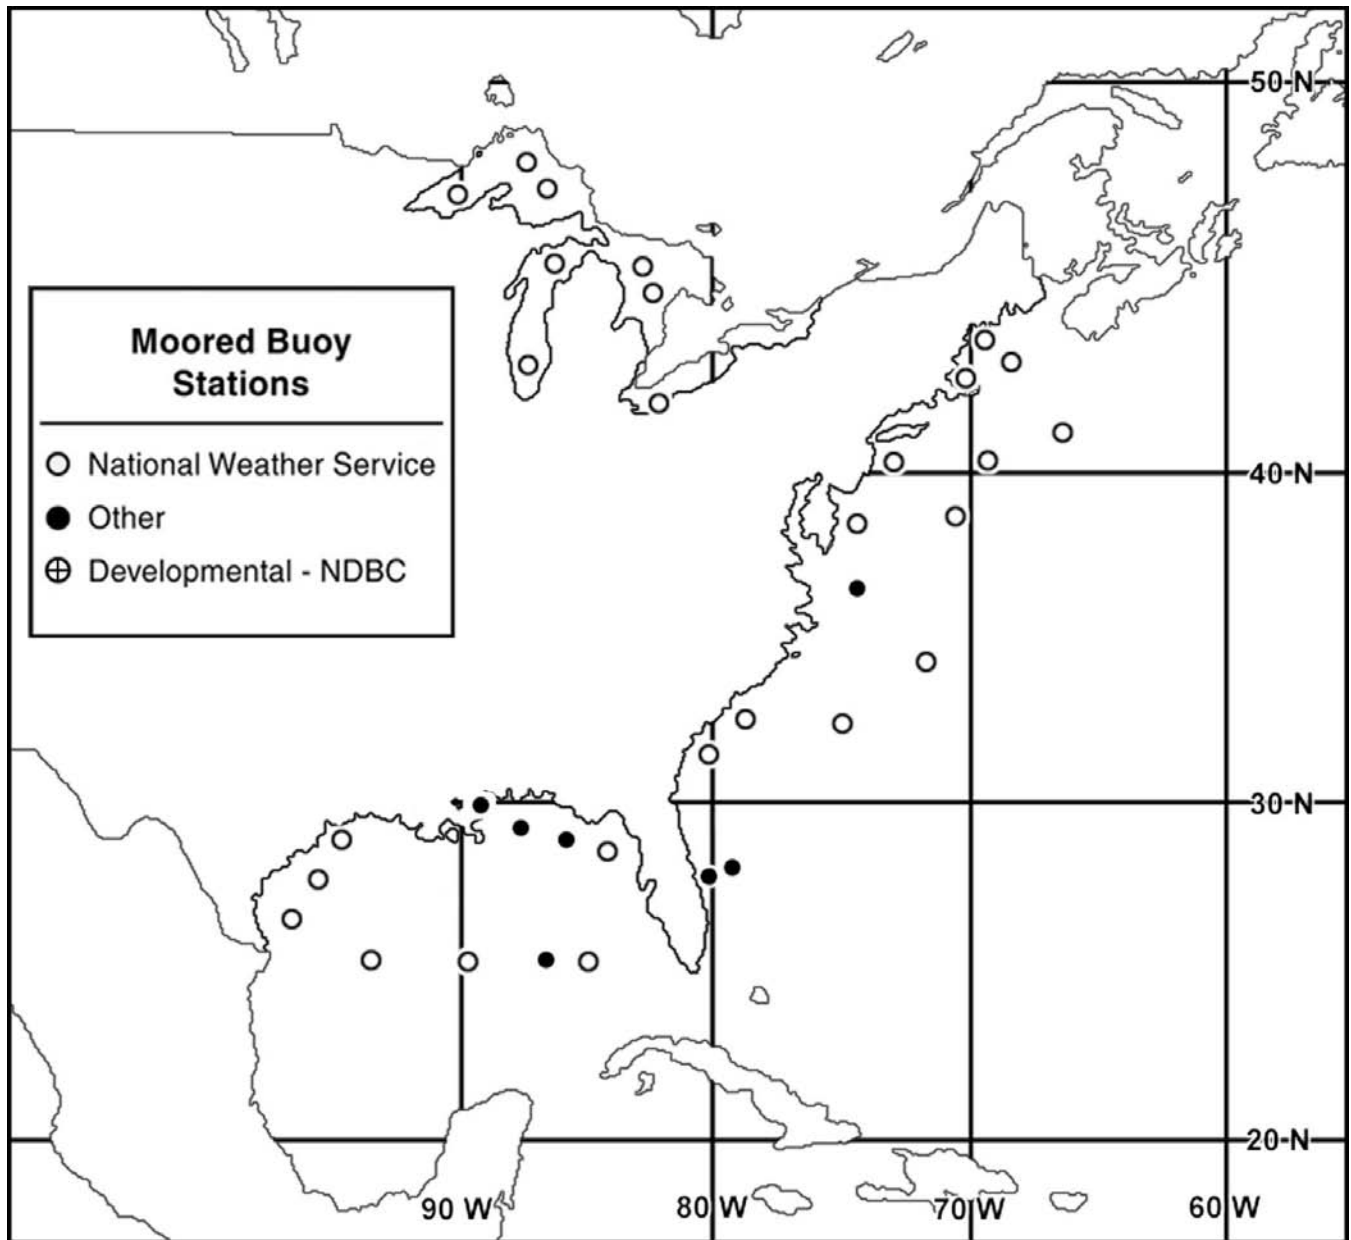 50 N
Moored Buoy
Stations
National Weather Service
Other
Developmental - NDBC
40 N
30 N
20 N
90 W
80 W
70 W
60 W